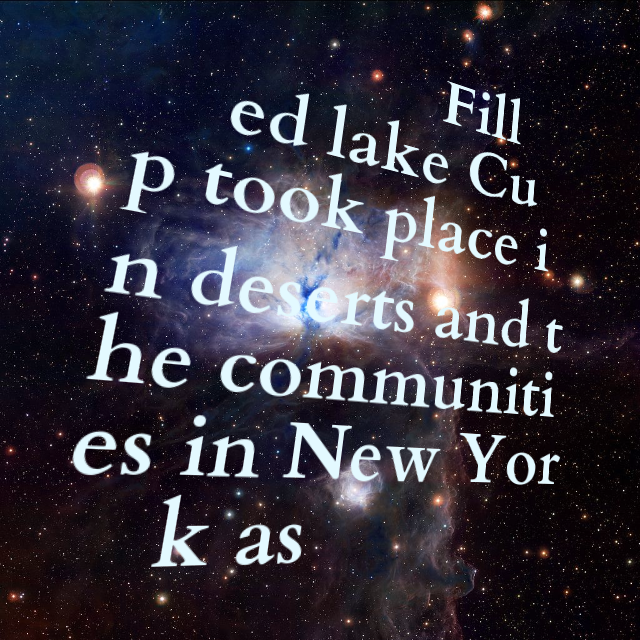 Fill
ed lake Cu
p took place i
n deserts and t
he communiti
es in New Yor
k as